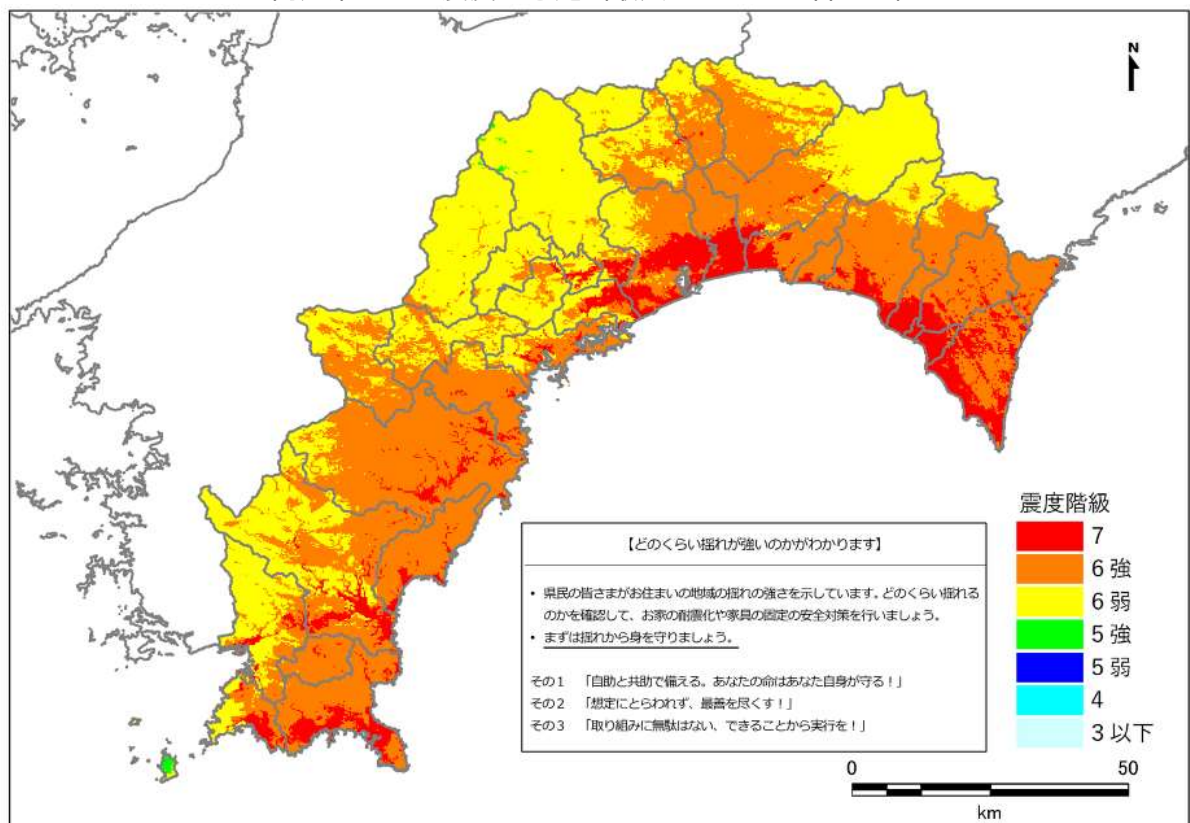 N
震度階級
7
6強
6弱
5強
5弱
4
3以下
【どのくらい揺れが強いのかがわかります】
・ 県民の皆さまがお住まいの地域の揺れの強さを示しています。どのくらい揺れる
のかを確認して、お家の耐震化や家具の固定の安全対策を行いましょう。
・ まずは揺れから身を守りましょう。
その1 「自助と共助で備える。あなたの命はあなた自身が守る！」
その2 「想定にとらわれず、最善を尽くす！」
その3 「取り組みに無駄はない、できることから実行を！」
0 50
km